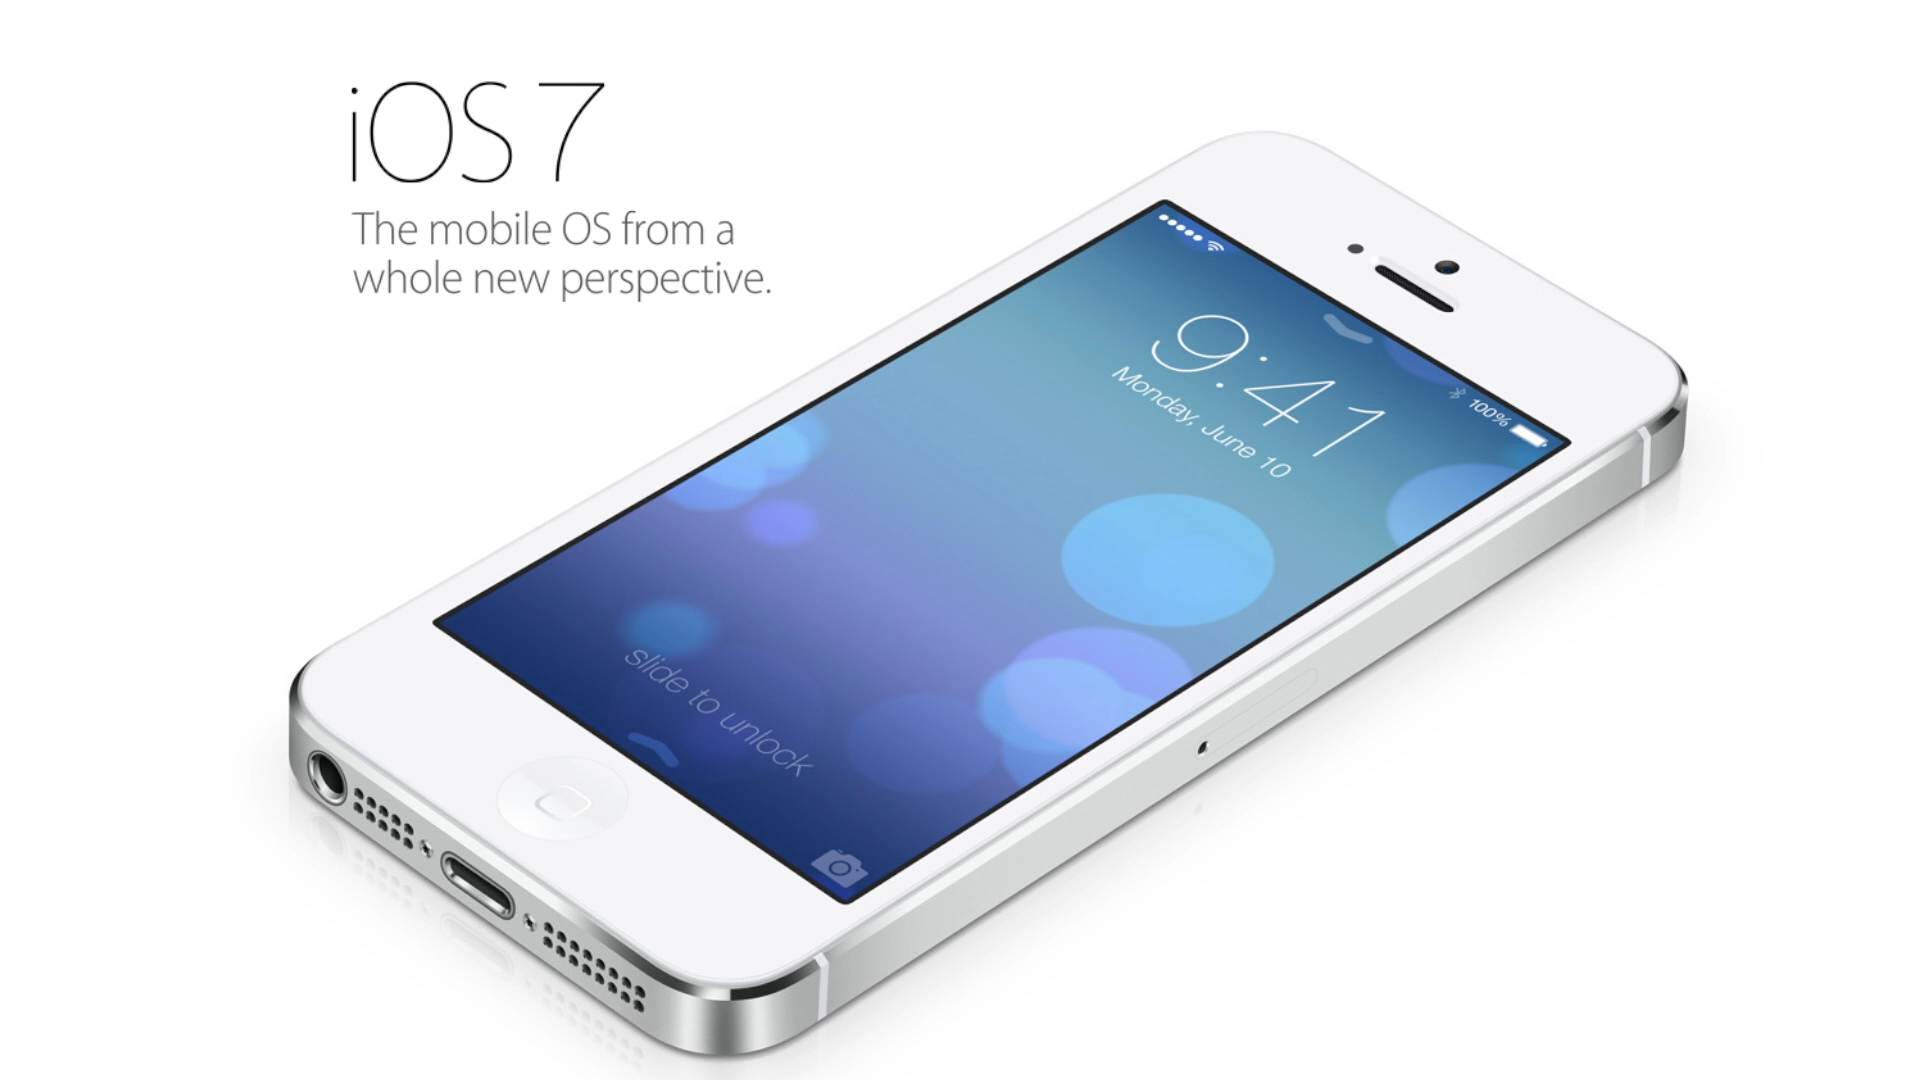 iOS 7
The mobile OS from a
whole new perspective.
9:41
Monday, June 10
100%
slide to unlock